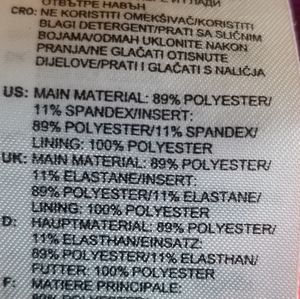 ОТВЪТРЕ НАВЪН
CRO: NE KORISTITI OMEKŠIVAČ/KORISTITI
BLAGI DETERGENT/PRATI SA SLIČNIM
BOJAMA/ODMAH UKLONITE NAKON
PRANJA/NE GLAČATI OTISNUTE
DIJELOVE/PRATI I GLAČATI S NALIČJA
US: MAIN MATERIAL: 89% POLYESTER/
11% SPANDEX/INSERT:
89% POLYESTER/11% SPANDEX/
LINING: 100% POLYESTER
UK: MAIN MATERIAL: 89% POLYESTER/
11% ELASTANE/INSERT:
89% POLYESTER/11% ELASTANE/
LINING: 100% POLYESTER
D: HAUPTMATERIAL: 89% POLYESTER/
11% ELASTHAN/EINSATZ:
89% POLYESTER/11% ELASTHAN/
FUTTER: 100% POLYESTER
F: MATIERE PRINCIPALE: